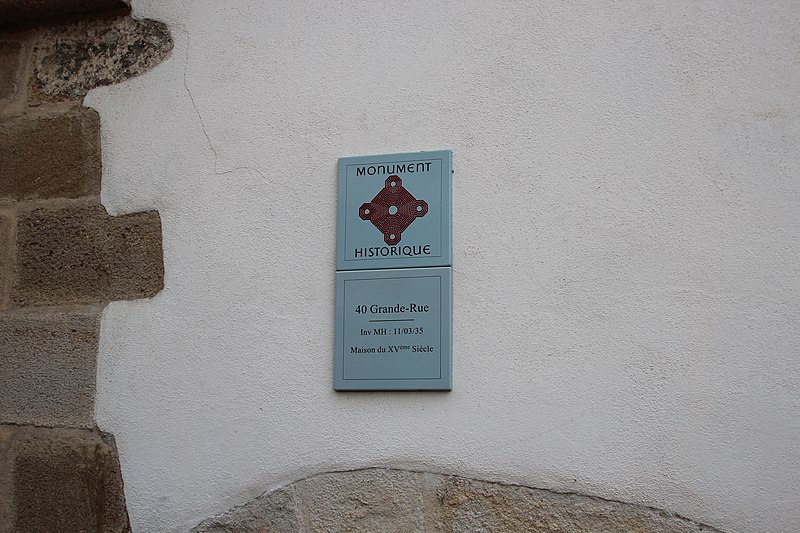 MONUMENT
HISTORIQUE
40 Grande-Rue
Inv MH : 11/03/35
Maison du XVème Siècle